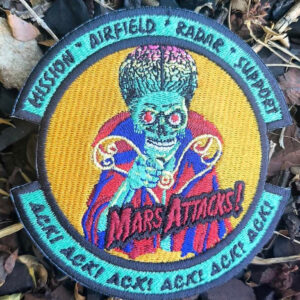 MISSION * AIRFIELD * RADAR * SUPPORT
MARS ATTACKS!
ACK! ACK! ACK! ACK! ACK! ACK!